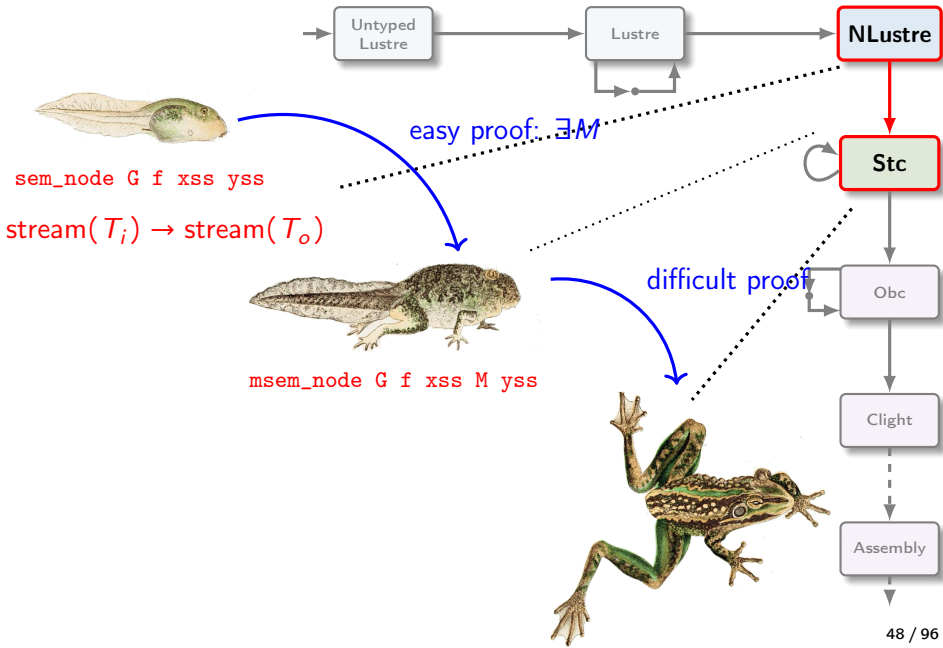 Untyped
Lustre
Lustre
NLustre
easy proof: ∃M
sem_node G f xss yss
Stc
stream(Tᵢ) → stream(Tₒ)
difficult proof
Obc
msem_node G f xss M yss
Clight
Assembly
48 / 96